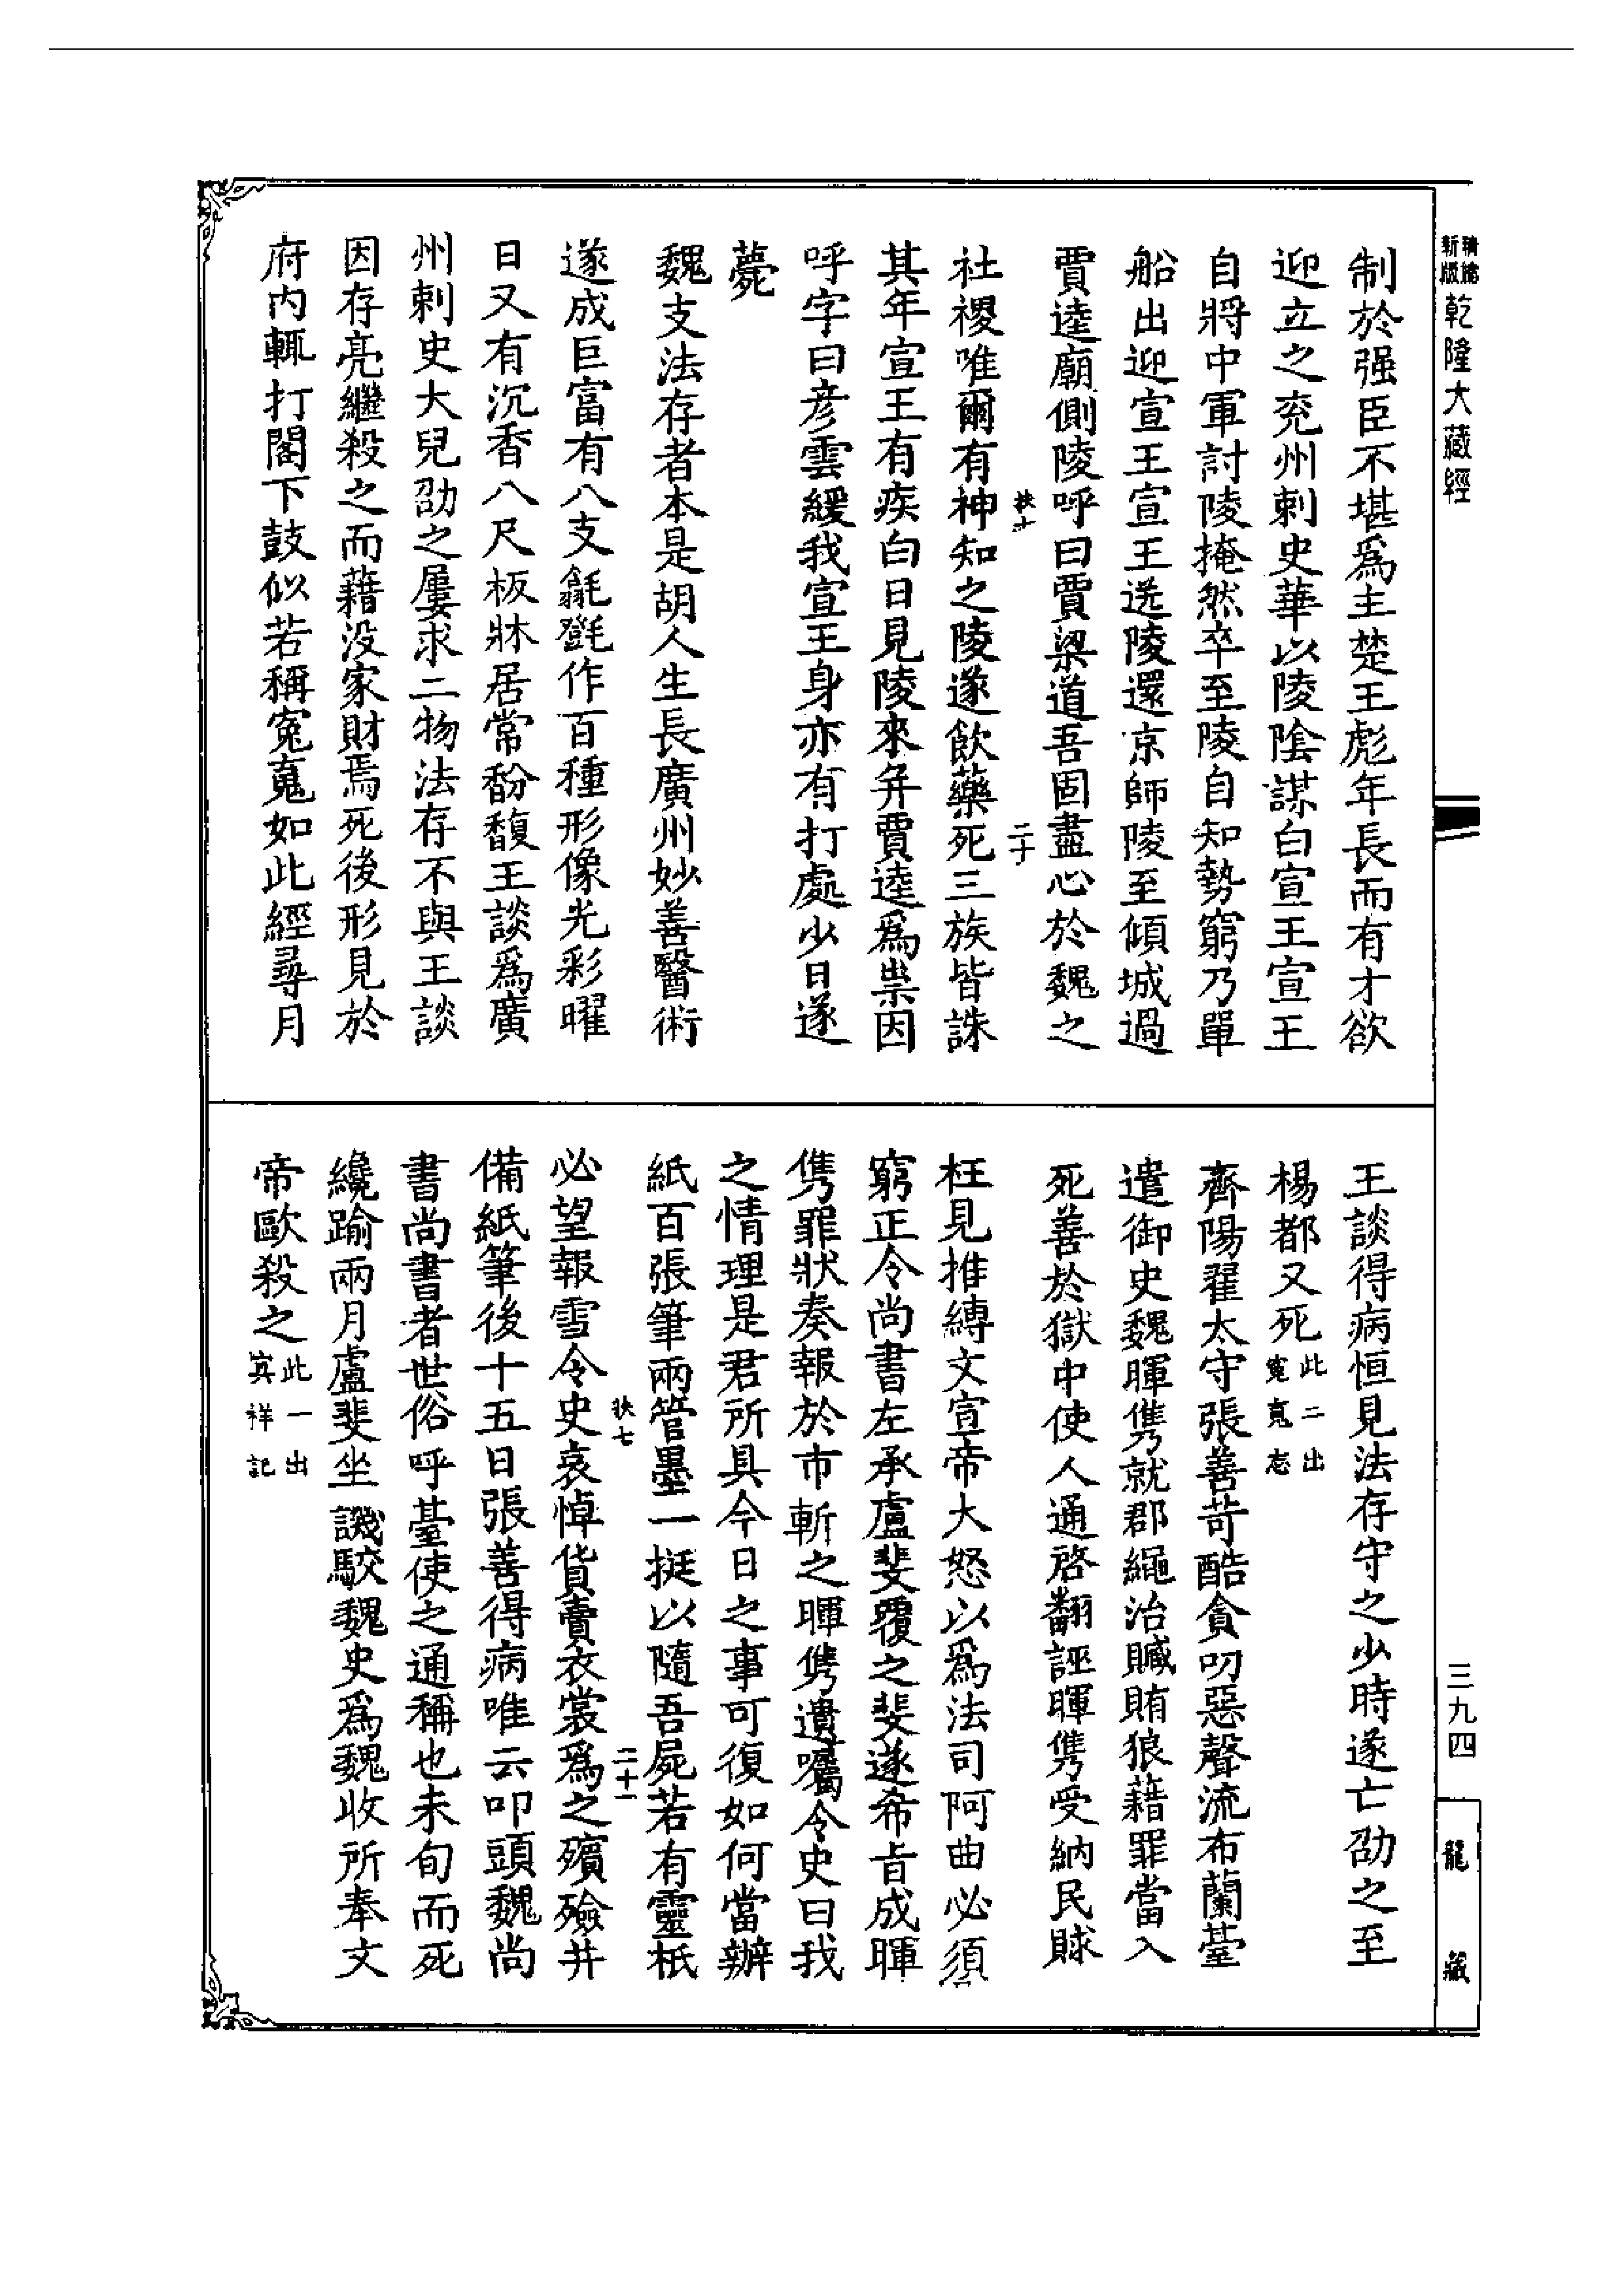 精縮新版乾隆大藏經
制於强臣不堪爲主楚王彪年長而有才欲
迎立之兖州刺史華以陵陰謀白宣王宣王
自將中軍討陵掩然卒至陵自知勢窮乃單
船出迎宣王宣王送陵還京師陵至傾城過
賈逵廟側陵呼曰賈梁道吾固盡心於魏之
社稷唯爾有神知之陵遂飲藥死三族皆誅
其年宣王有疾白日見陵來并賈逵爲祟因
呼字曰彦雲緩我宣王身亦有打處少日遂
薨
魏支法存者本是胡人生長廣州妙善醫術
遂成巨富有八支㲣㲪作百種形像光彩曜
日又有沉香八尺板牀居常馚馥王談爲廣
州刺史大兒劭之屢求二物法存不與王談
因存亮繼殺之而藉没家財焉死後形見於
府内輒打閣下鼓似若稱寃䰟如此經尋月
王談得病恒見法存守之少時遂亡劭之至
楊都又死此二出寃䰟志
齊陽翟太守張善苛酷貪叨惡聲流布蘭臺
遣御史魏暉儁就郡繩治贓賄狼藉罪當入
死善於獄中使人通啓翻誣暉儁受納民賕
枉見推縛文宣帝大怒以爲法司阿曲必須
窮正令尚書左承盧斐覆之斐遂希旨成暉
儁罪狀奏報於市斬之暉儁遺囑令史曰我
之情理是君所具今日之事可復如何當辦
紙百張筆兩管墨一挺以隨吾屍若有靈祇
必望報雪令史哀悼貨賣衣裳爲之殯殮并
備紙筆後十五日張善得病唯云叩頭魏尚
書尚書者世俗呼臺使之通稱也未旬而死
纔踰兩月盧斐坐譏駮魏史爲魏收所奉文
帝歐殺之此一出㝠祥記
三九四
龍藏